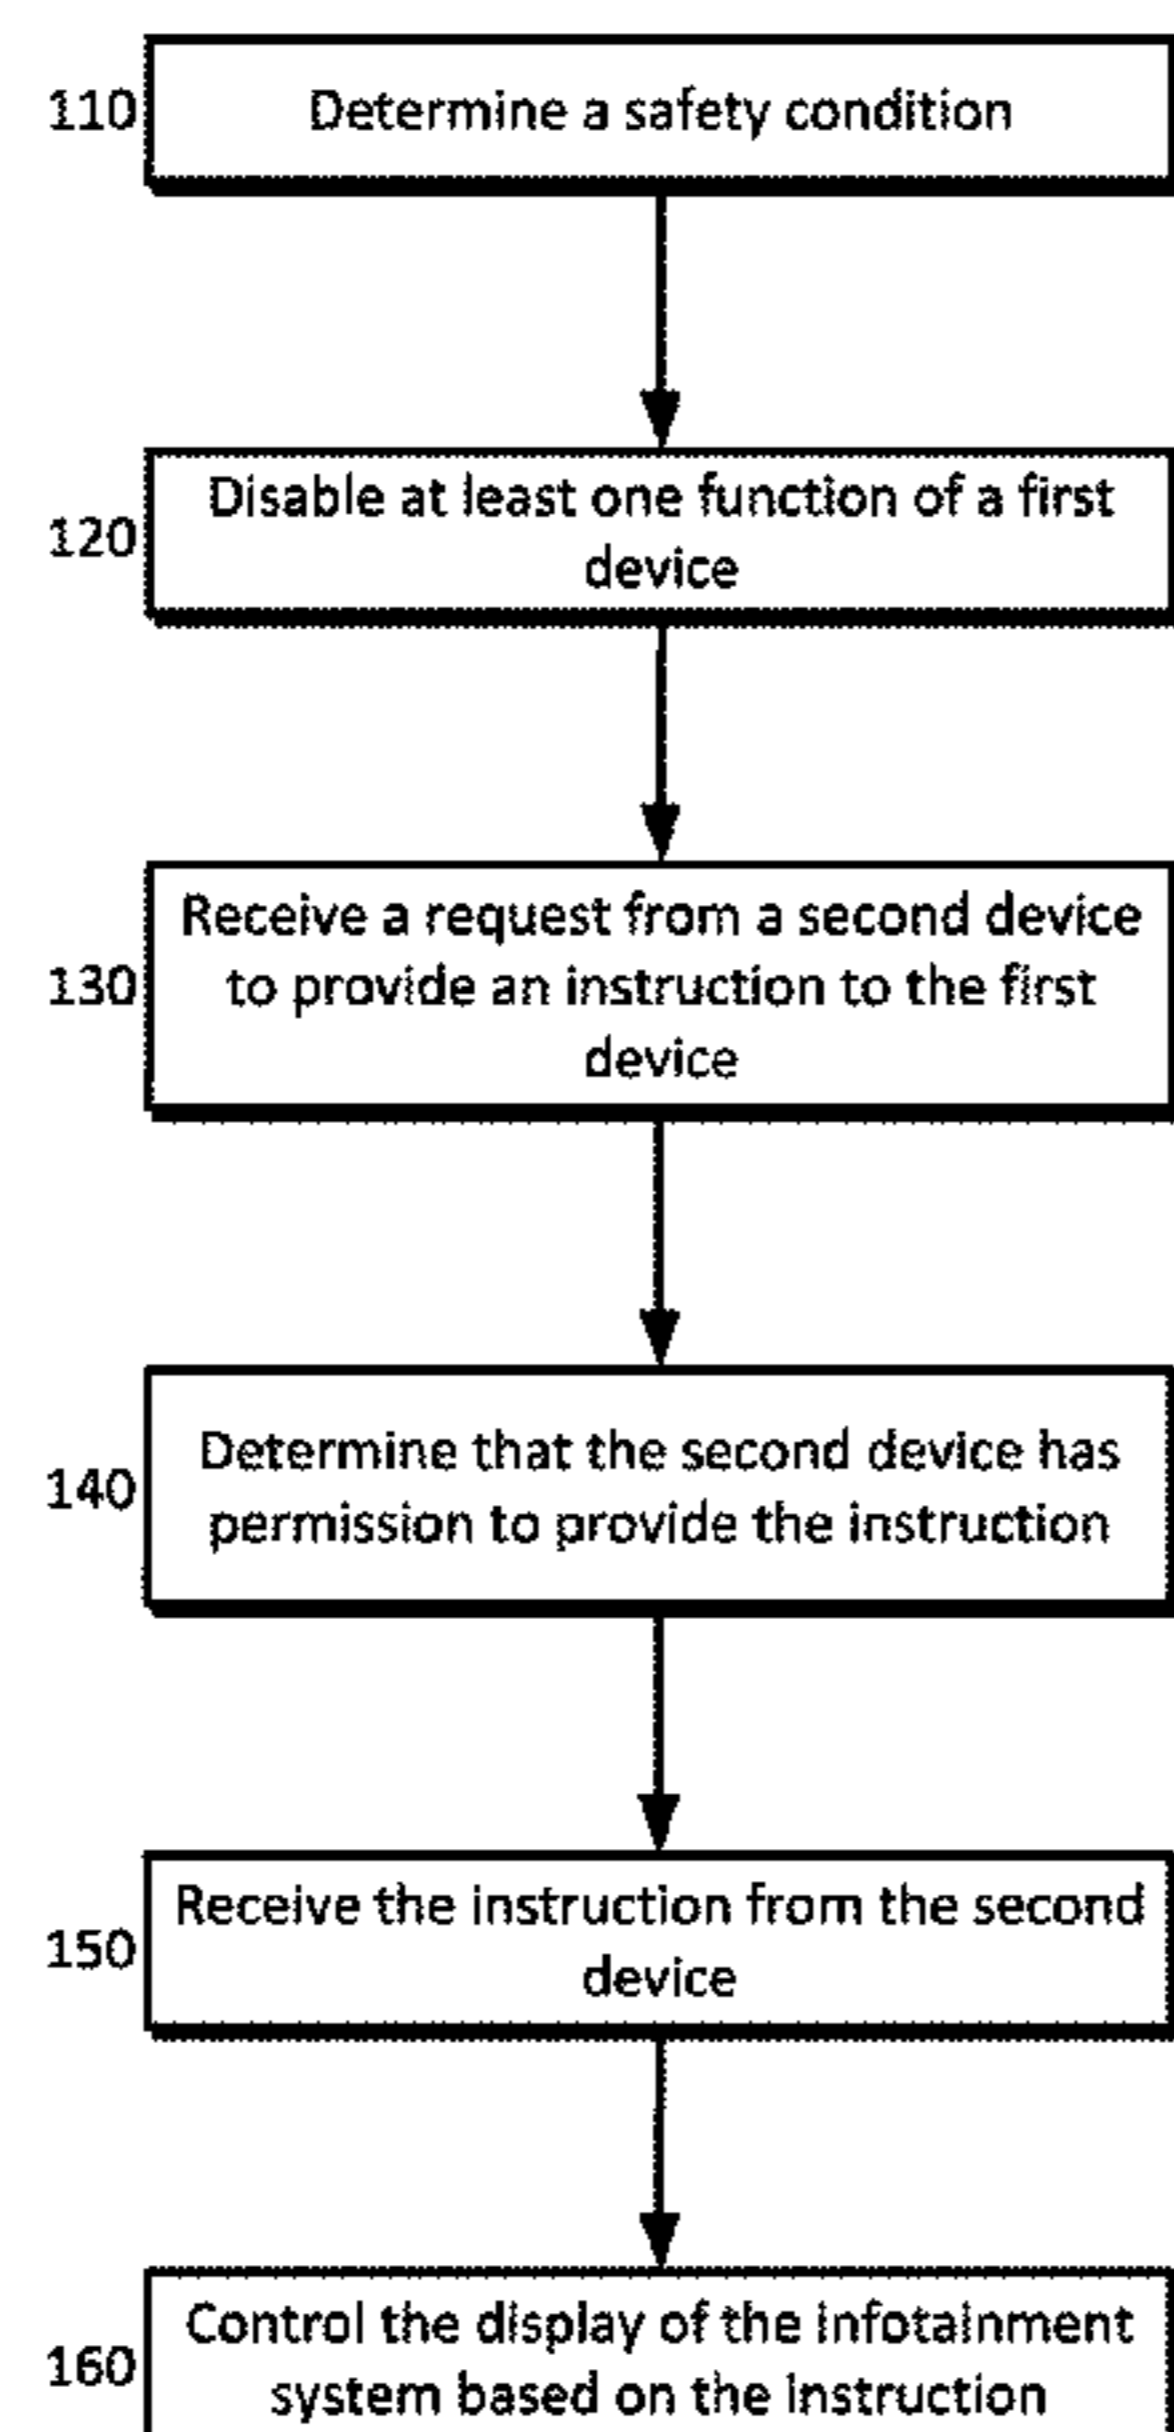 110
Determine a safety condition
120
Disable at least one function of a first
device
130
Receive a request from a second device
to provide an instruction to the first
device
140
Determine that the second device has
permission to provide the instruction
150
Receive the instruction from the second
device
160
Control the display of the infotainment
system based on the instruction